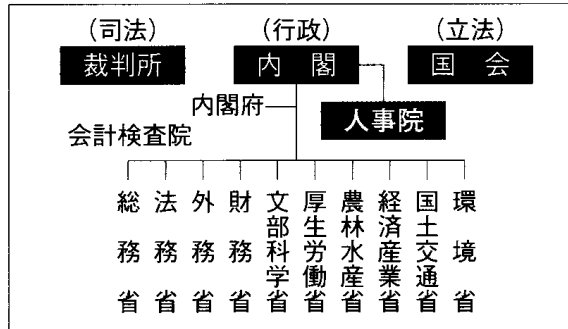 (司法)
(行政)
(立法)
裁判所
内閣
国会
内閣府
人事院
会計検査院
総務省
法務省
外務省
財務省
文部科学省
厚生労働省
農林水産省
経済産業省
国土交通省
環境省